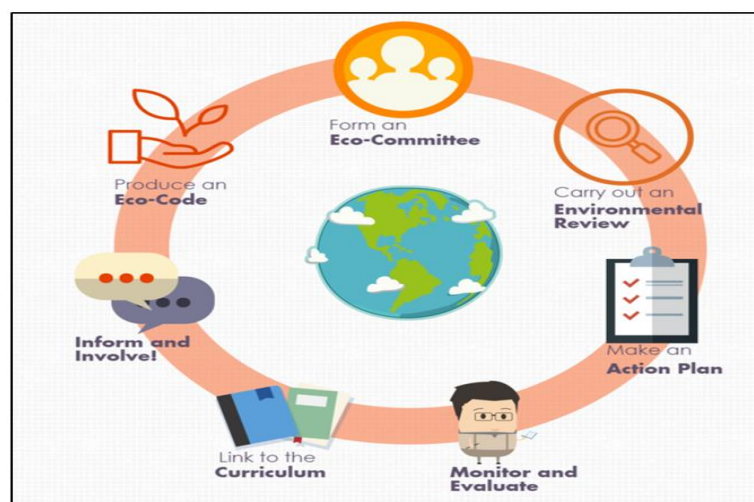 Form an
Eco-Committee
Carry out an
Environmental
Review
Make an
Action Plan
Monitor and
Evaluate
Link to the
Curriculum
Inform and
Involve!
Produce an
Eco-Code